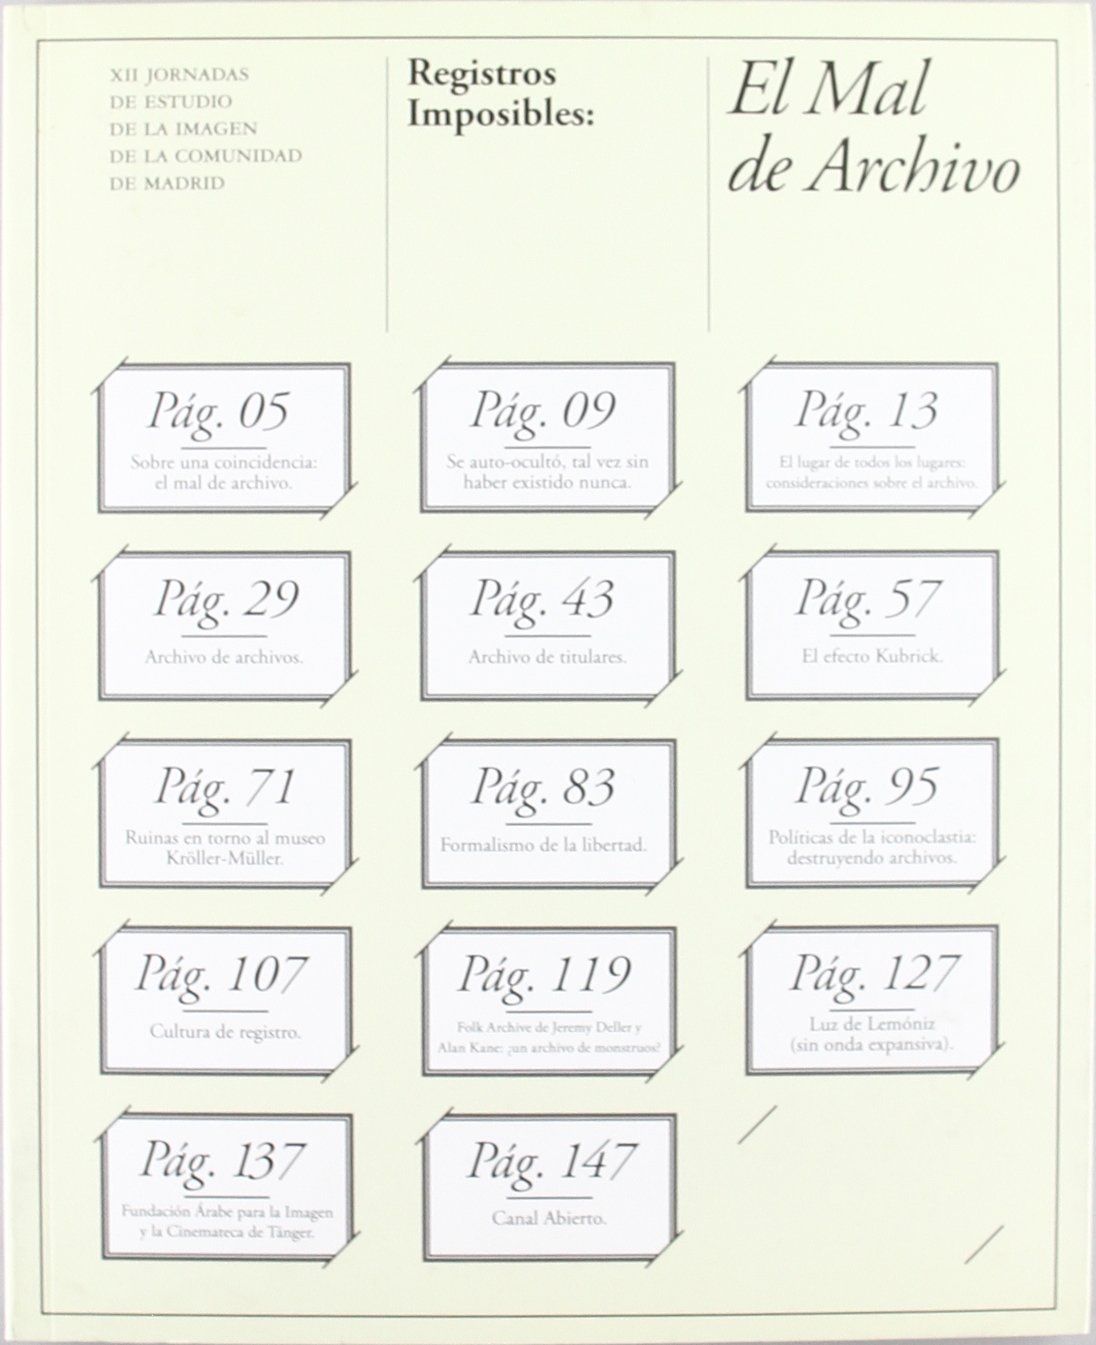 XII JORNADAS
DE ESTUDIO
DE LA IMAGEN
DE LA COMUNIDAD
DE MADRID
Registros
Imposibles:
El Mal
de Archivo
Pág. 05
Sobre una coincidencia:
el mal de archivo.
Pág. 09
Se auto-ocultó, tal vez sin
haber existido nunca.
Pág. 13
El lugar de todos los lugares:
consideraciones sobre el archivo.
Pág. 29
Archivo de archivos.
Pág. 43
Archivo de titulares.
Pág. 57
El efecto Kubrick.
Pág. 71
Ruinas en torno al museo
Kröller-Müller.
Pág. 83
Formalismo de la libertad.
Pág. 95
Políticas de la iconoclastia:
destruyendo archivos.
Pág. 107
Cultura de registro.
Pág. 119
Folk Archive de Jeremy Deller y
Alan Kane: ¿un archivo de monstruos?
Pág. 127
Luz de Lemóniz
(sin onda expansiva).
Pág. 137
Fundación Árabe para la Imagen
y la Cinemateca de Tánger.
Pág. 147
Canal Abierto.